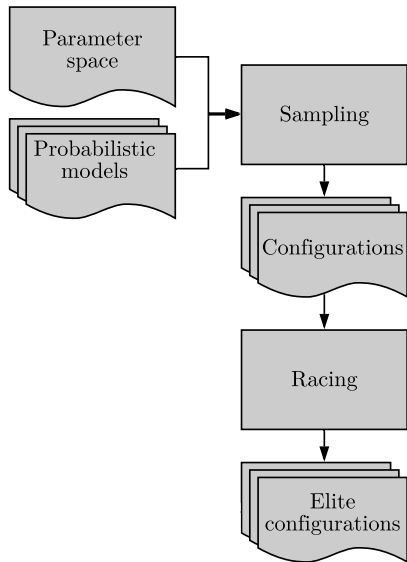 Parameter
space
Probabilistic
models
Sampling
Configurations
Racing
Elite
configurations